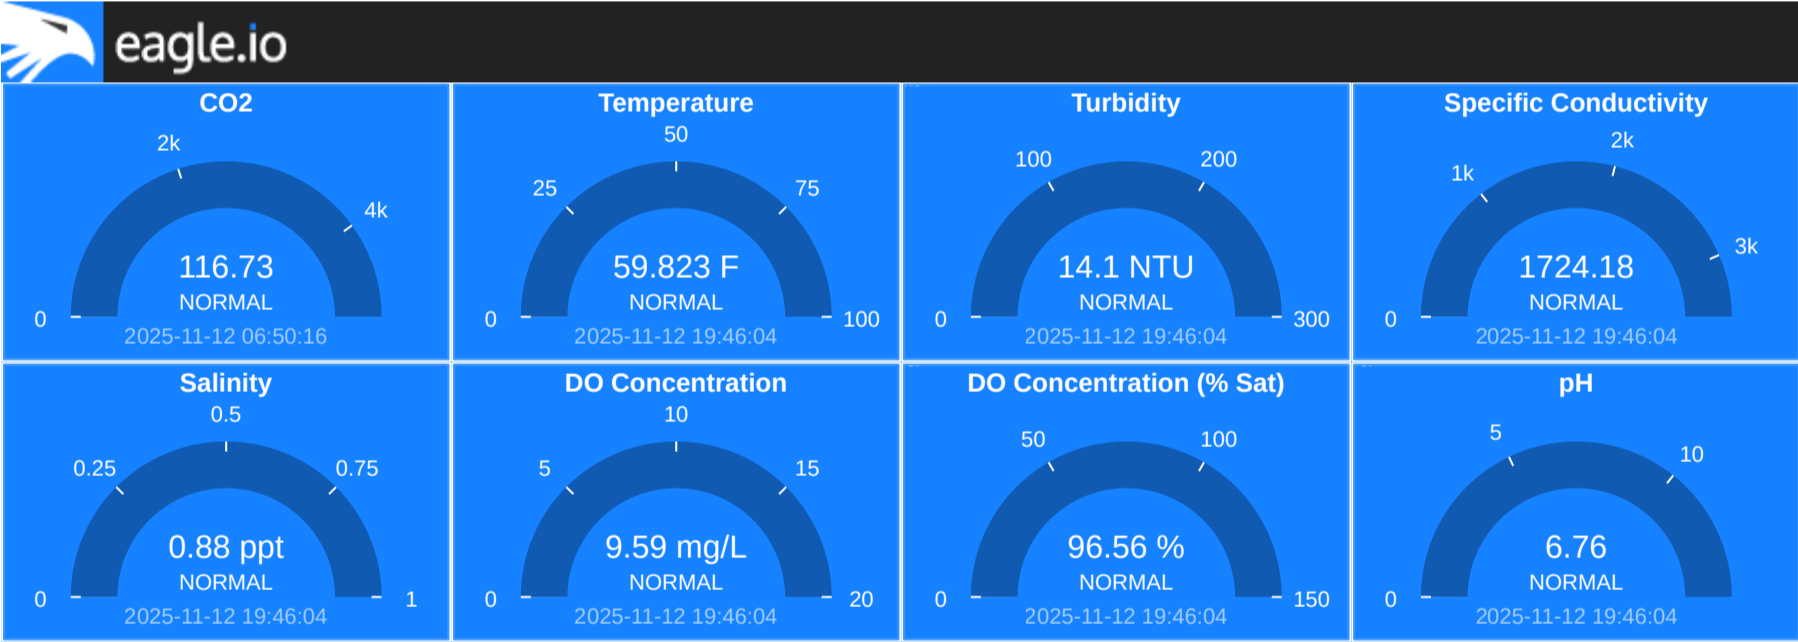 eagle.io
CO2
2k
4k
116.73
NORMAL
0
2025-11-12 06:50:16
Temperature
50
25
75
59.823 F
NORMAL
0
100
2025-11-12 19:46:04
Turbidity
100
200
14.1 NTU
NORMAL
0
300
2025-11-12 19:46:04
Specific Conductivity
2k
1k
3k
1724.18
NORMAL
0
2025-11-12 19:46:04
Salinity
0.5
0.25
0.75
0.88 ppt
NORMAL
0
1
2025-11-12 19:46:04
DO Concentration
10
5
15
9.59 mg/L
NORMAL
0
20
2025-11-12 19:46:04
DO Concentration (% Sat)
50
100
96.56 %
NORMAL
0
150
2025-11-12 19:46:04
pH
5
10
6.76
NORMAL
0
2025-11-12 19:46:04